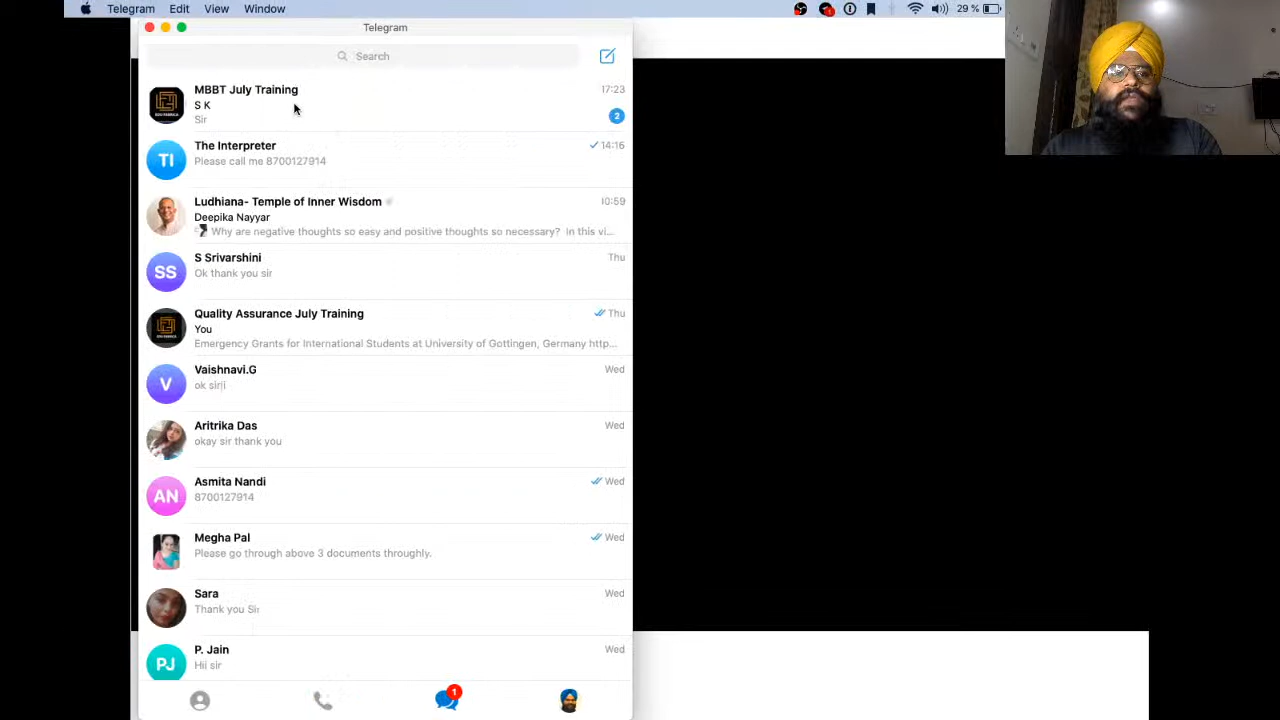 Telegram Edit View Window
29 %
Telegram
Search
MBBT July Training 17:23
S K
Sir 2
TI The Interpreter 14:16
Please call me 8700127914
Ludhiana- Temple of Inner Wisdom 10:59
Deepika Nayyar
Why are negative thoughts so easy and positive thoughts so necessary? In this vi...
SS S Srivarshini Thu
Ok thank you sir
Quality Assurance July Training Thu
You
Emergency Grants for International Students at University of Gottingen, Germany http...
V Vaishnavi.G Wed
ok sirji
Aritrika Das Wed
okay sir thank you
AN Asmita Nandi Wed
8700127914
Megha Pal Wed
Please go through above 3 documents throughly.
Sara Wed
Thank you Sir
PJ P. Jain Wed
Hii sir
1